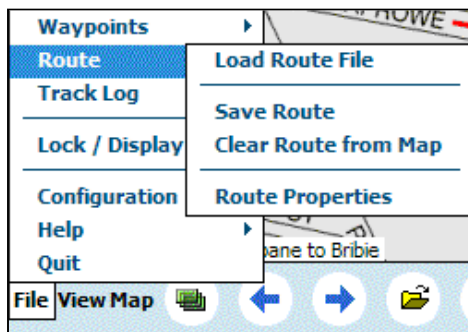 Waypoints
Route
Track Log
Lock / Display
Configuration
Help
Quit
Load Route File
Save Route
Clear Route from Map
Route Properties
HOWE
pane to Bribie
File View Map